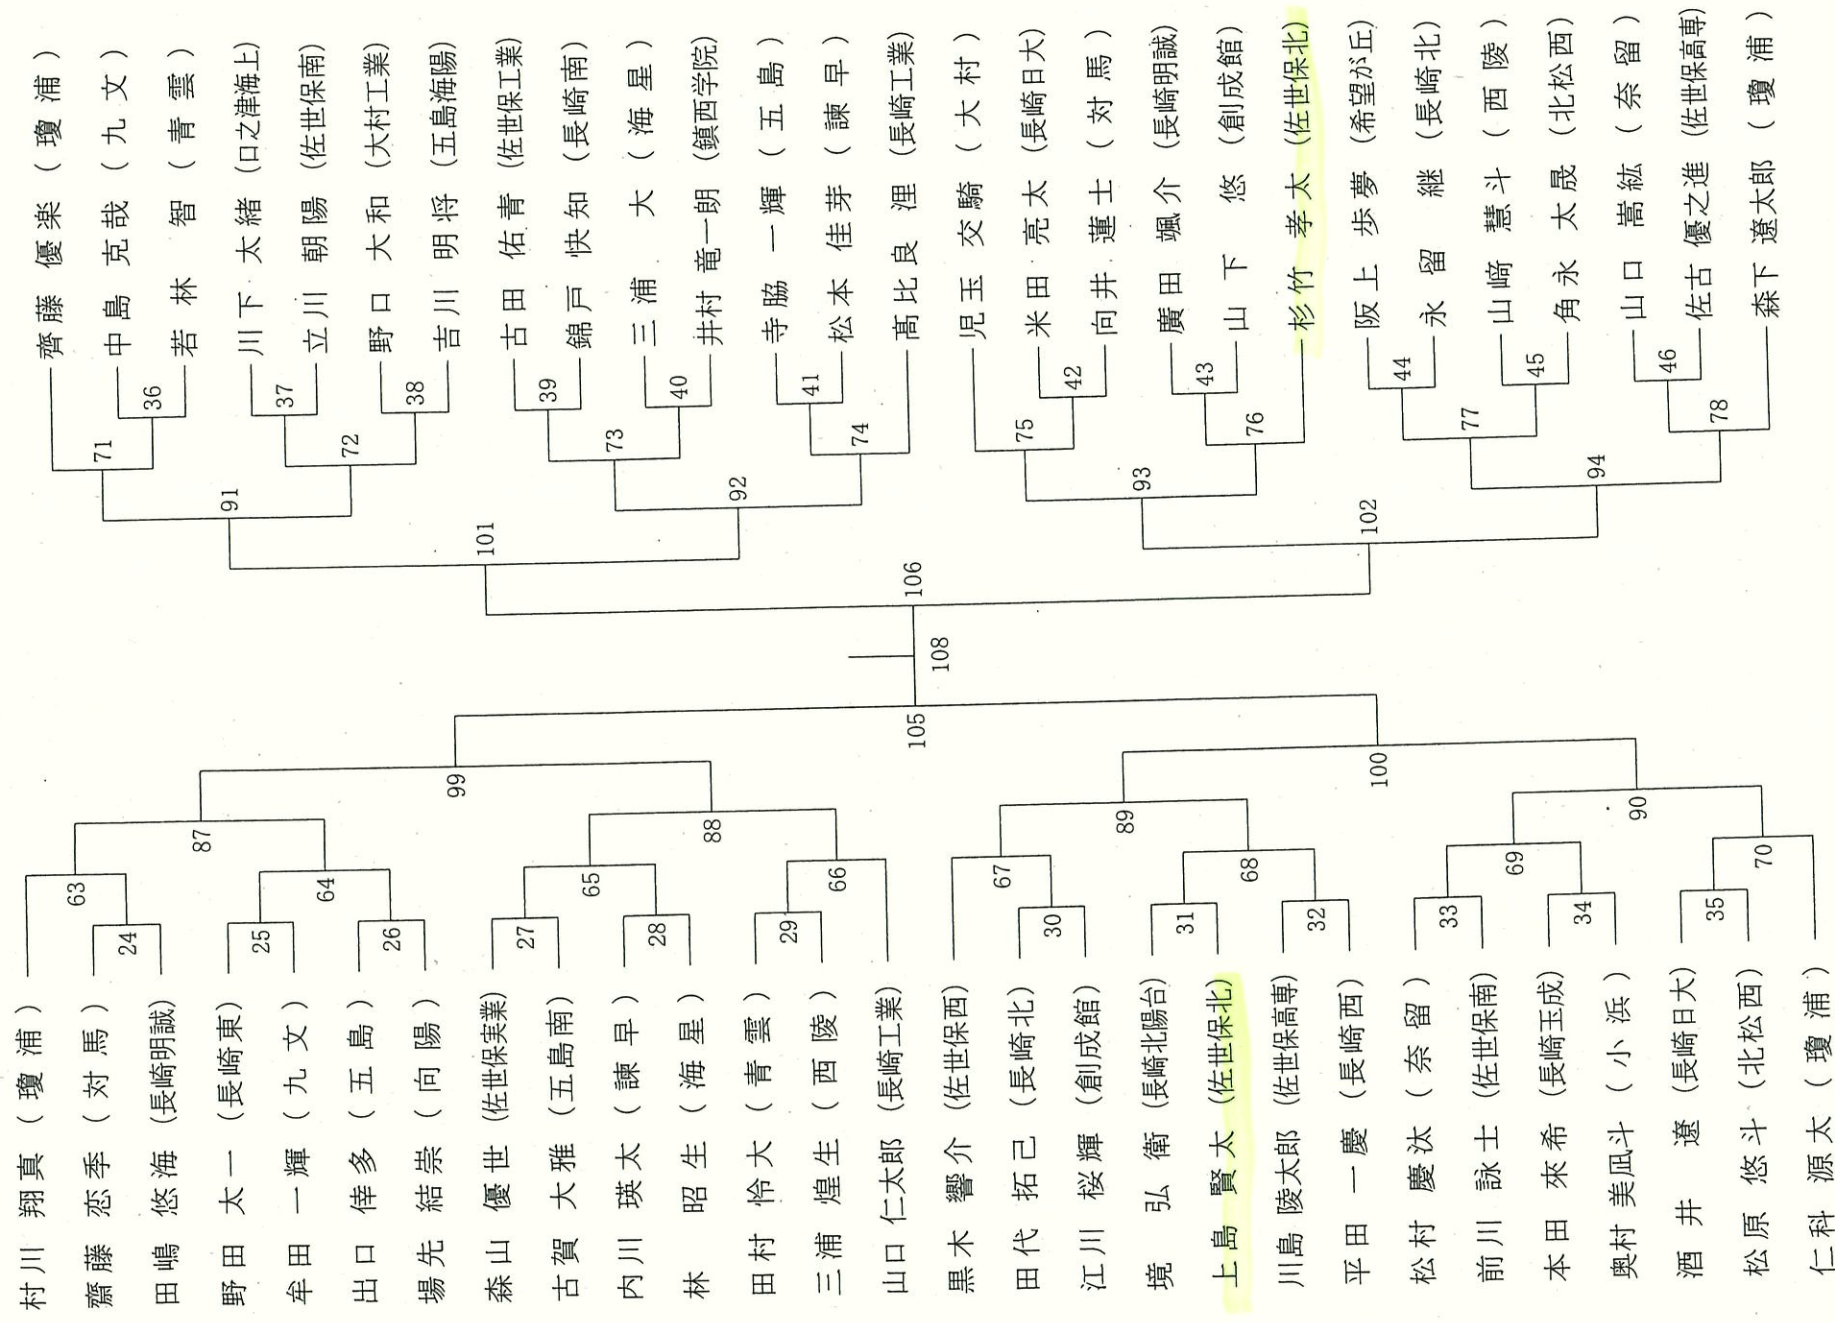 齊藤 優楽 （瓊浦）
中島 克哉 （九文）
若林 智 （青雲）
川下 太緒 （口之津海上）
立川 朝陽 （佐世保南）
野口 大和 （大村工業）
吉川 明将 （五島海陽）
古田 佑青 （佐世保工業）
錦戸 快知 （長崎南）
三浦 大 （海星）
井村 竜一朗 （鎮西学院）
寺脇 一輝 （五島）
松本 佳芽 （諫早）
髙比良 浬 （長崎工業）
児玉 交騎 （大村）
米田 亮太 （長崎日大）
向井 蓮士 （対馬）
廣田 颯介 （長崎明誠）
山下 悠 （創成館）
杉竹 孝太 （佐世保北）
阪上 歩夢 （希望が丘）
永留 継 （長崎北）
山﨑 慧斗 （西陵）
角永 太晟 （北松西）
山口 嵩紘 （奈留）
佐古 優之進 （佐世保高専）
森下 遼太郎 （瓊浦）
36
37
38
39
40
41
42
43
44
45
46
71
72
73
74
75
76
77
78
91
92
93
94
101
102
106
108
105
99
100
87
88
89
90
63
64
65
66
67
68
69
70
24
25
26
27
28
29
30
31
32
33
34
35
村川 翔真 （瓊浦）
齋藤 恋季 （対馬）
田嶋 悠海 （長崎明誠）
野田 太一 （長崎東）
牟田 一輝 （九文）
出口 倖多 （五島）
場先 結崇 （向陽）
森山 優世 （佐世保実業）
古賀 大雅 （五島南）
内川 瑛太 （諫早）
林 昭生 （海星）
田村 怜大 （青雲）
三浦 煌生 （西陵）
山口 仁太郎 （長崎工業）
黒木 響介 （佐世保西）
田代 拓己 （長崎北）
江川 桜輝 （創成館）
境 弘衛 （長崎北陽台）
上島 賢太 （佐世保北）
川島 陵太郎 （佐世保高専）
平田 一慶 （長崎西）
松村 慶汰 （奈留）
前川 詠士 （佐世保南）
本田 來希 （長崎玉成）
奥村 美凪斗 （小浜）
酒井 遼 （長崎日大）
松原 悠斗 （北松西）
仁科 源太 （瓊浦）